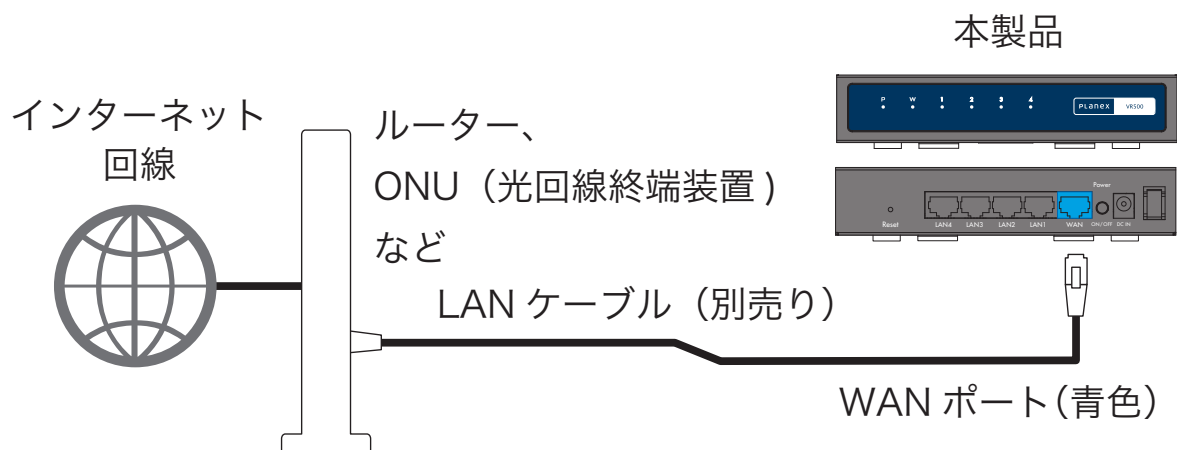 本製品
インターネット
回線
ルーター、
ONU（光回線終端装置)
など
P W 1 2 3 4 PLANEX VR500
Power
Reset LAN4 LAN3 LAN2 LAN1 WAN ON/OFF DC IN
LAN ケーブル（別売り）
WAN ポート（青色）